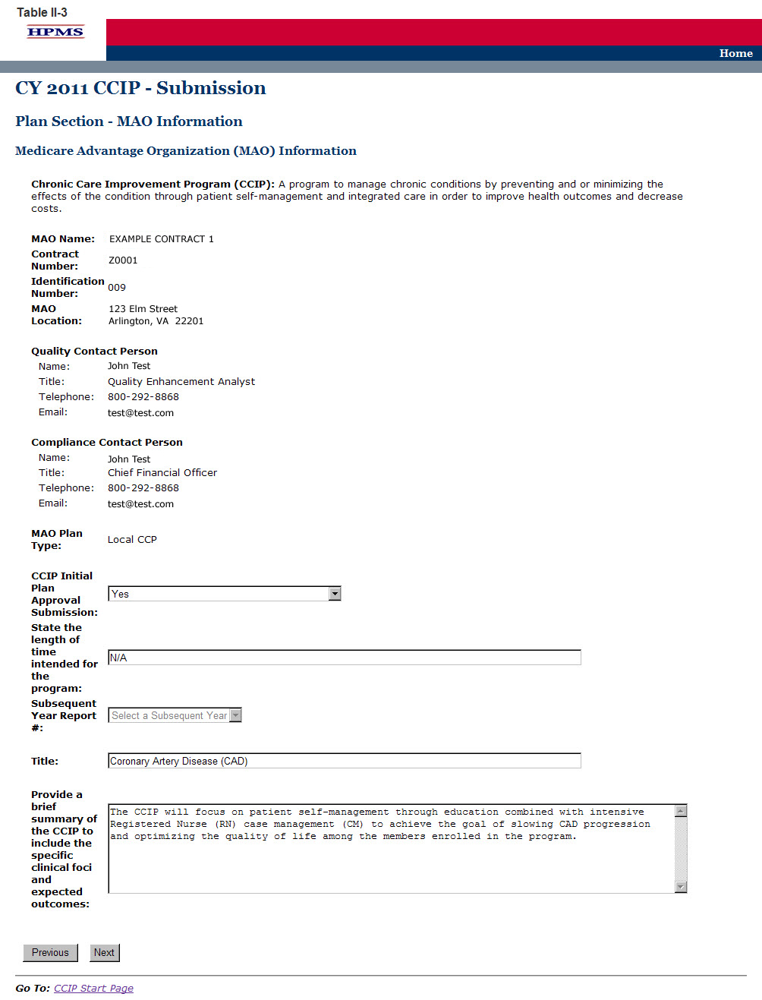 Table II-3
HPMS
Home
CY 2011 CCIP - Submission
Plan Section - MAO Information
Medicare Advantage Organization (MAO) Information
Chronic Care Improvement Program (CCIP): A program to manage chronic conditions by preventing and or minimizing the
effects of the condition through patient self-management and integrated care in order to improve health outcomes and decrease
costs.
MAO Name: EXAMPLE CONTRACT 1
Contract
Number: Z0001
Identification
Number: 009
MAO 123 Elm Street
Location: Arlington, VA 22201
Quality Contact Person
Name: John Test
Title: Quality Enhancement Analyst
Telephone: 800-292-8868
Email: test@test.com
Compliance Contact Person
Name: John Test
Title: Chief Financial Officer
Telephone: 800-292-8868
Email: test@test.com
MAO Plan
Type: Local CCP
CCIP Initial
Plan
Approval
Submission: Yes
State the
length of
time
intended for
the
program: N/A
Subsequent
Year Report
#: Select a Subsequent Year
Title: Coronary Artery Disease (CAD)
Provide a
brief
summary of
the CCIP to
include the
specific
clinical foci
and
expected
outcomes:
The CCIP will focus on patient self-management through education combined with intensive
Registered Nurse (RN) case management (CM) to achieve the goal of slowing CAD progression
and optimizing the quality of life among the members enrolled in the program.
Previous Next
Go To: CCIP Start Page